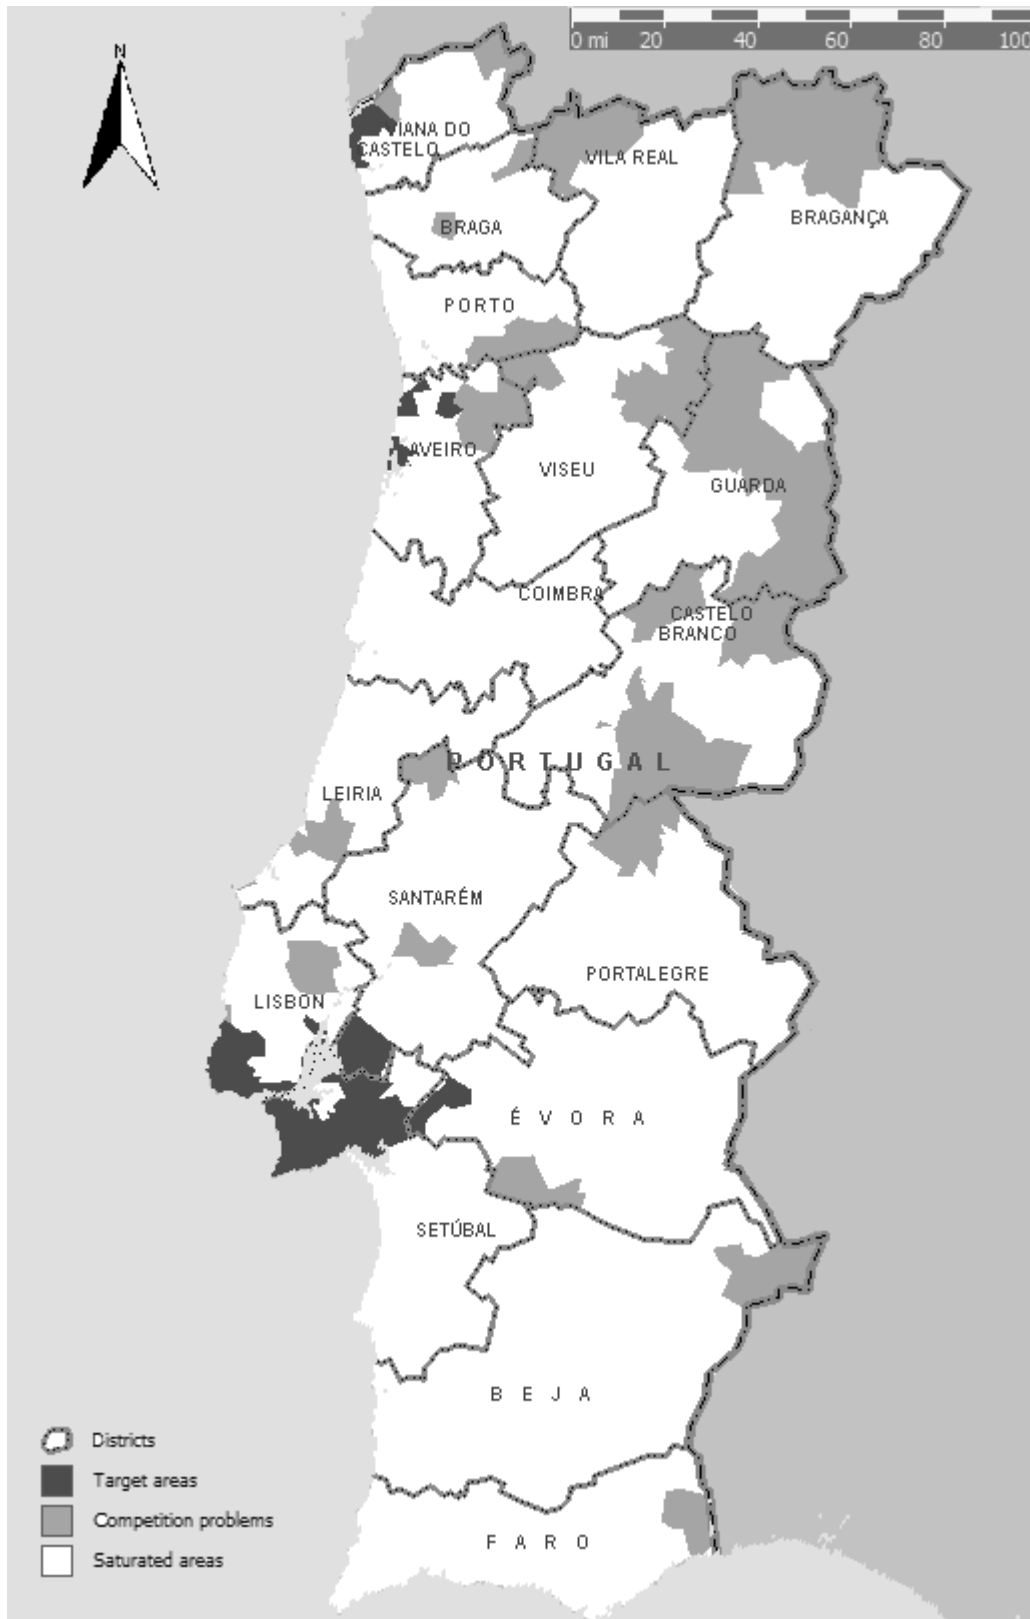 0 mi 20 40 60 80 100
N
VIANA DO
CASTELO
VILA REAL
BRAGANÇA
BRAGA
PORTO
AVEIRO
VISEU
GUARDA
COIMBRA
CASTELO
BRANCO
PORTUGAL
LEIRIA
SANTARÉM
PORTALEGRE
LISBON
ÉVORA
SETÚBAL
BEJA
FARO
Districts
Target areas
Competition problems
Saturated areas